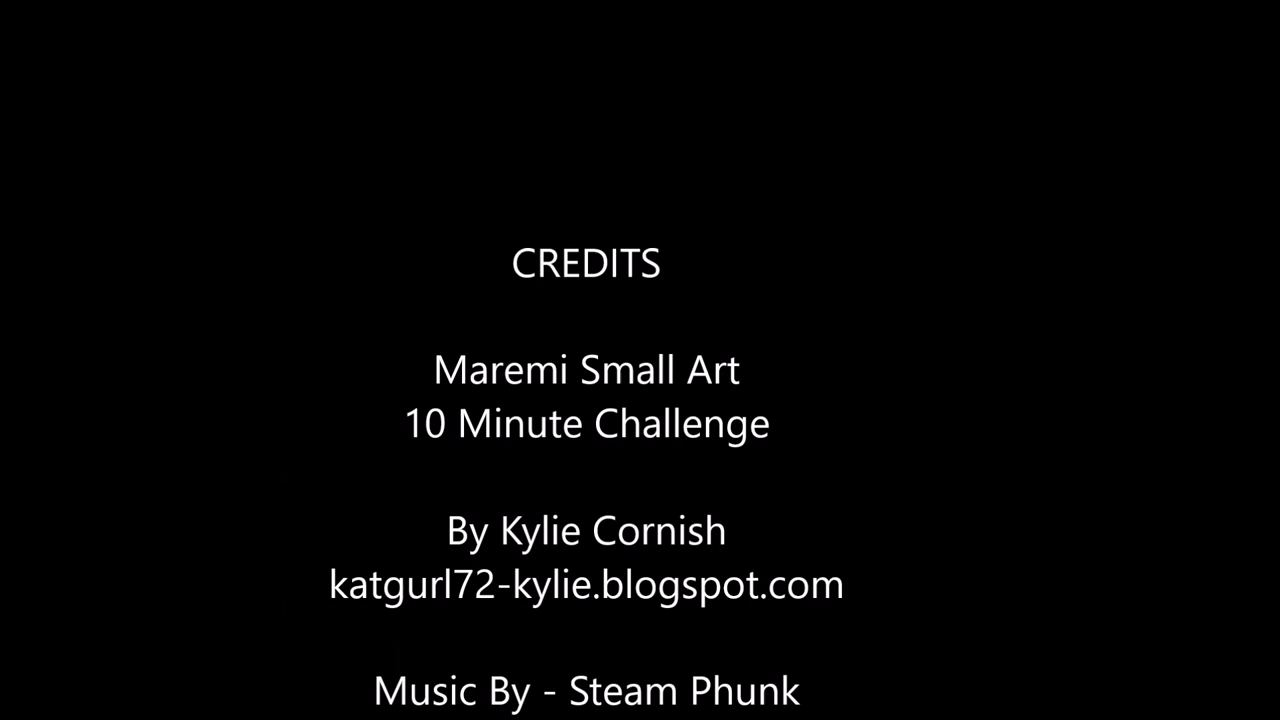 CREDITS
Maremi Small Art
10 Minute Challenge
By Kylie Cornish
katgurl72-kylie.blogspot.com
Music By - Steam Phunk